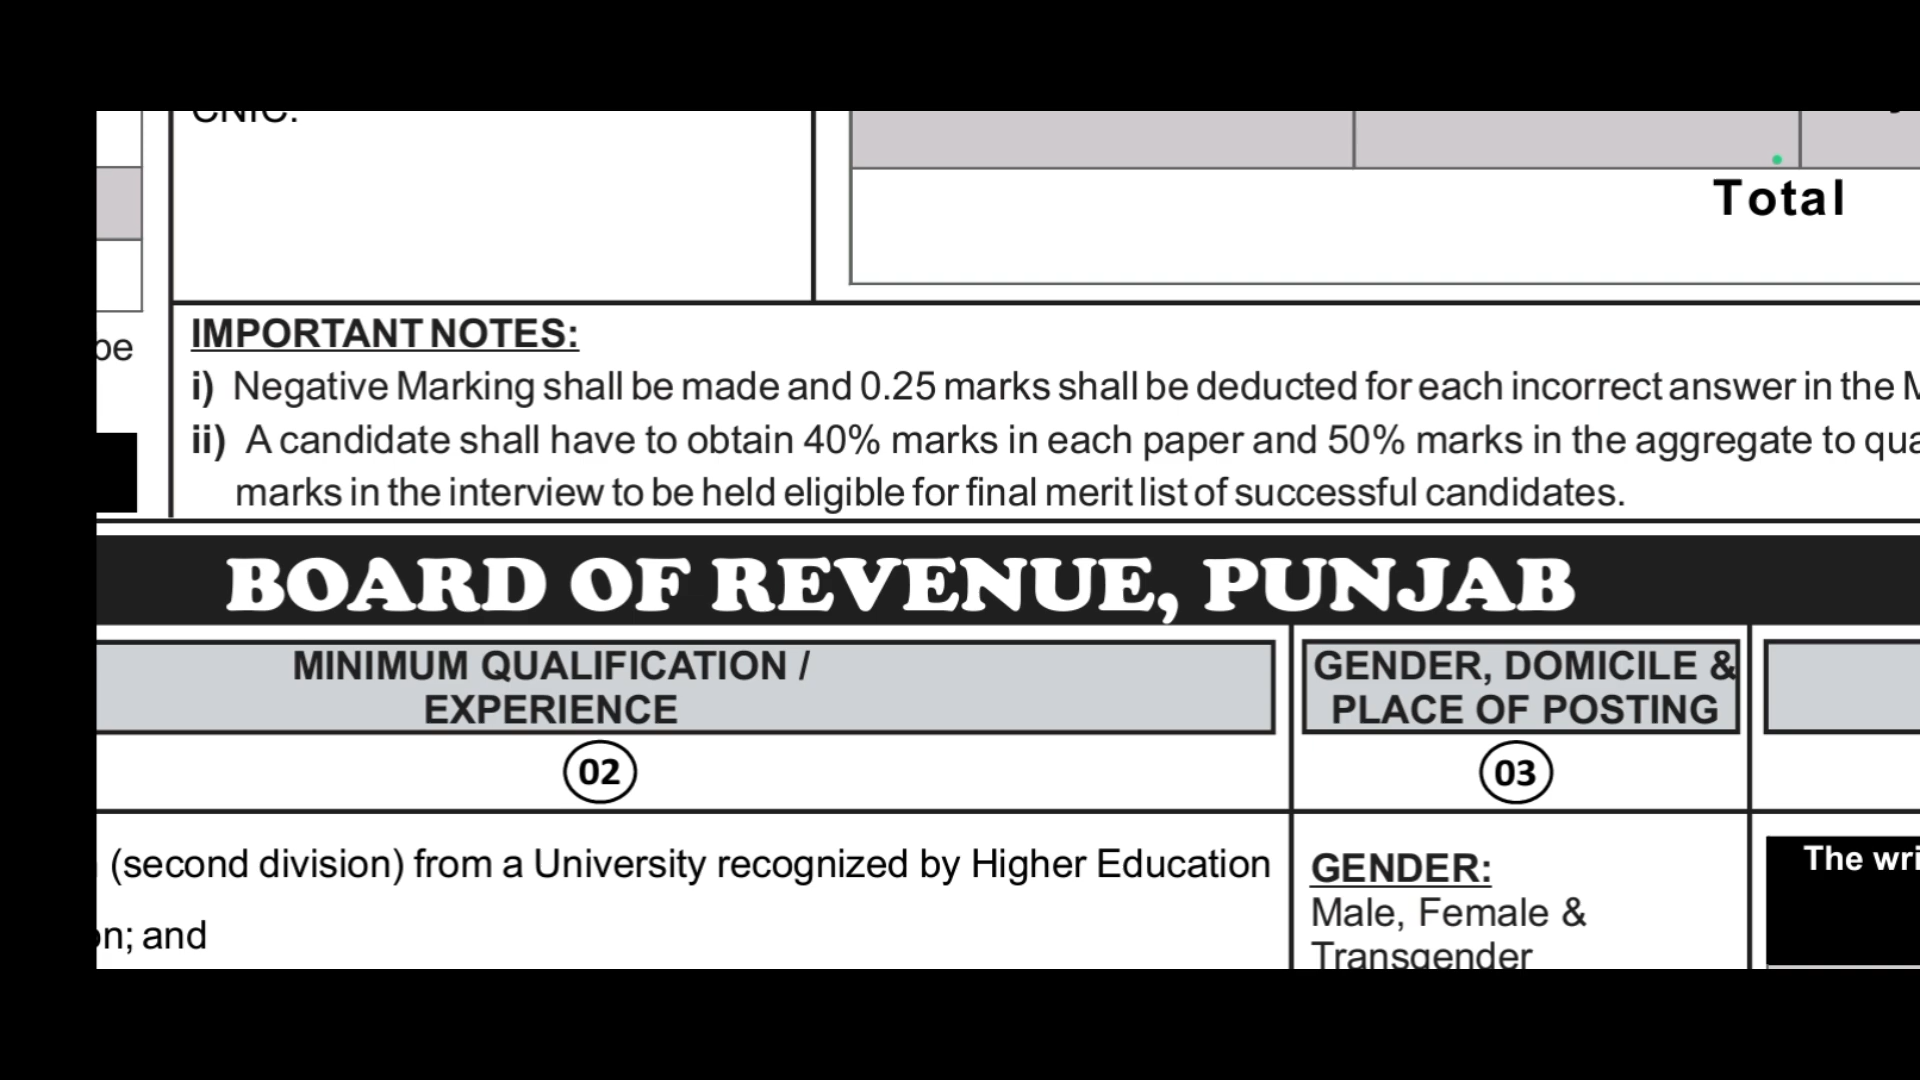 CNIC.
Total
be
IMPORTANT NOTES:
i) Negative Marking shall be made and 0.25 marks shall be deducted for each incorrect answer in the
ii) A candidate shall have to obtain 40% marks in each paper and 50% marks in the aggregate to
marks in the interview to be held eligible for final merit list of successful candidates.
BOARD OF REVENUE, PUNJAB
MINIMUM QUALIFICATION /
EXPERIENCE
GENDER, DOMICILE &
PLACE OF POSTING
02
03
(second division) from a University recognized by Higher Education
and
GENDER:
Male, Female &
Transgender
The